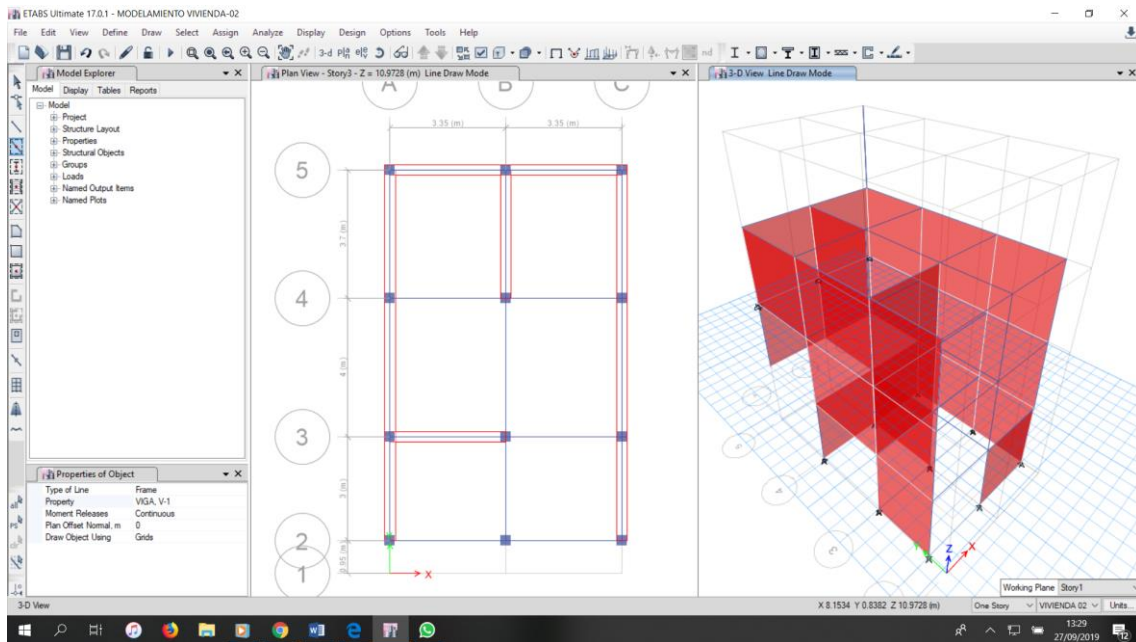 ETABS Ultimate 17.0.1 - MODELAMIENTO VIVIENDA-02
File Edit View Define Draw Select Assign Analyze Display Design Options Tools Help
3-d
nd
Model Explorer
Model Display Tables Reports
Model
Project
Structure Layout
Properties
Structural Objects
Groups
Loads
Named Output Items
Named Plots
Properties of Object
Type of Line Frame
Property VIGA, V-1
Moment Releases Continuous
Plan Offset Normal, m 0
Draw Object Using Grids
Plan View - Story3 - Z = 10.9728 (m) Line Draw Mode
A B C
3.35 (m) 3.35 (m)
5
3.7 (m)
4
4 (m)
3
3 (m)
2
0.95 (m)
1
X
3-D View Line Draw Mode
Y Z X
Working Plane Story1
3-D View
X 8.1534 Y 0.8382 Z 10.9728 (m)
One Story
VIVIENDA 02
Units...
13:29
27/09/2019
12